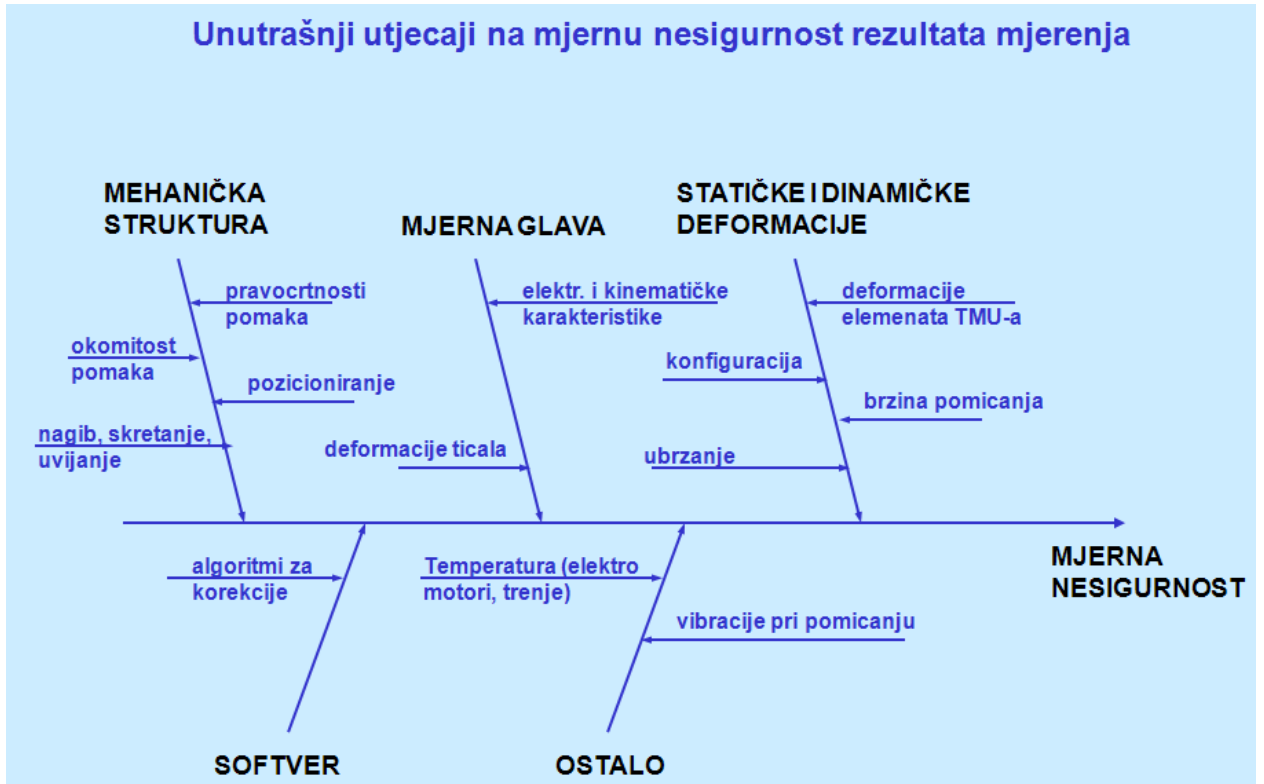 Unutrašnji utjecaji na mjernu nesigurnost rezultata mjerenja
MEHANIČKA
STRUKTURA
MJERNA GLAVA
STATIČKE I DINAMIČKE
DEFORMACIJE
pravocrtnosti
pomaka
okomitost
pomaka
pozicioniranje
nagib, skretanje,
uvijanje
elektr. i kinematičke
karakteristike
deformacije ticala
deformacije
elemenata TMU-a
konfiguracija
brzina pomicanja
ubrzanje
algoritmi za
korekcije
Temperatura (elektro
motori, trenje)
vibracije pri pomicanju
MJERNA
NESIGURNOST
SOFTVER
OSTALO